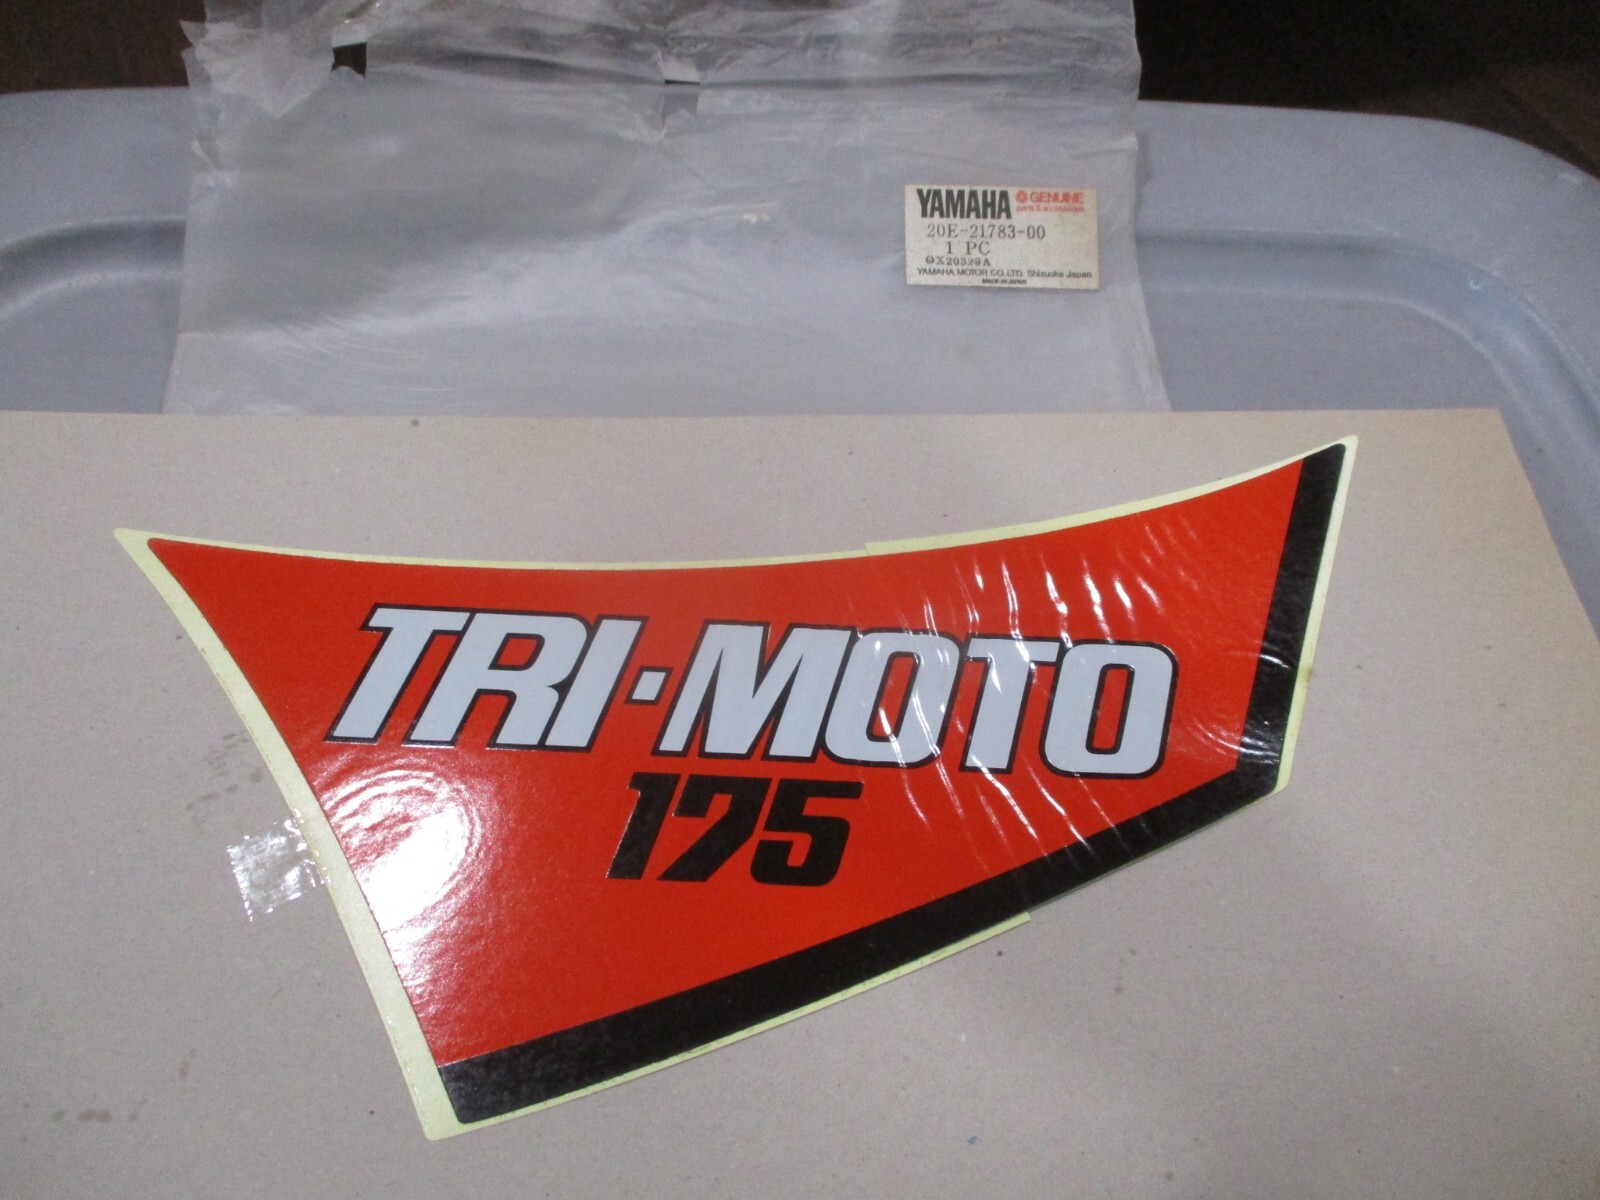 YAMAHA GENUINE
parts & accessories
20E-21783-00
1 PC
YAMAHA MOTOR CO., LTD. Shizuoka Japan
MADE IN JAPAN
TRI·MOTO
175